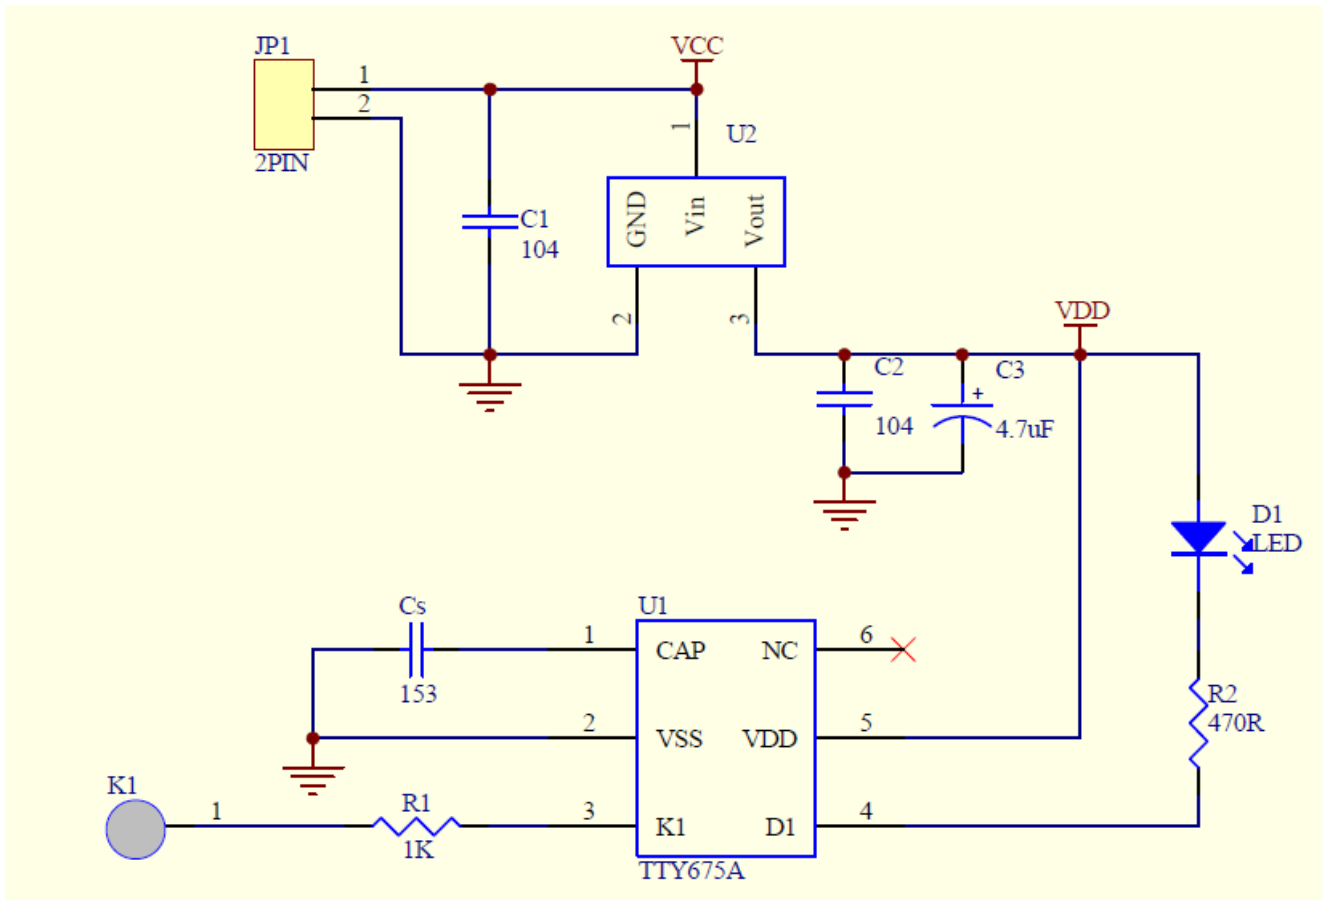 JP1
VCC
1
2
2PIN
1
U2
GND
Vin
Vout
C1
104
2
3
VDD
C2
C3
+
104
4.7uF
D1
LED
Cs
153
U1
1
CAP
NC
6
2
VSS
VDD
5
R2
470R
K1
1
R1
1K
3
K1
D1
4
TTY675A